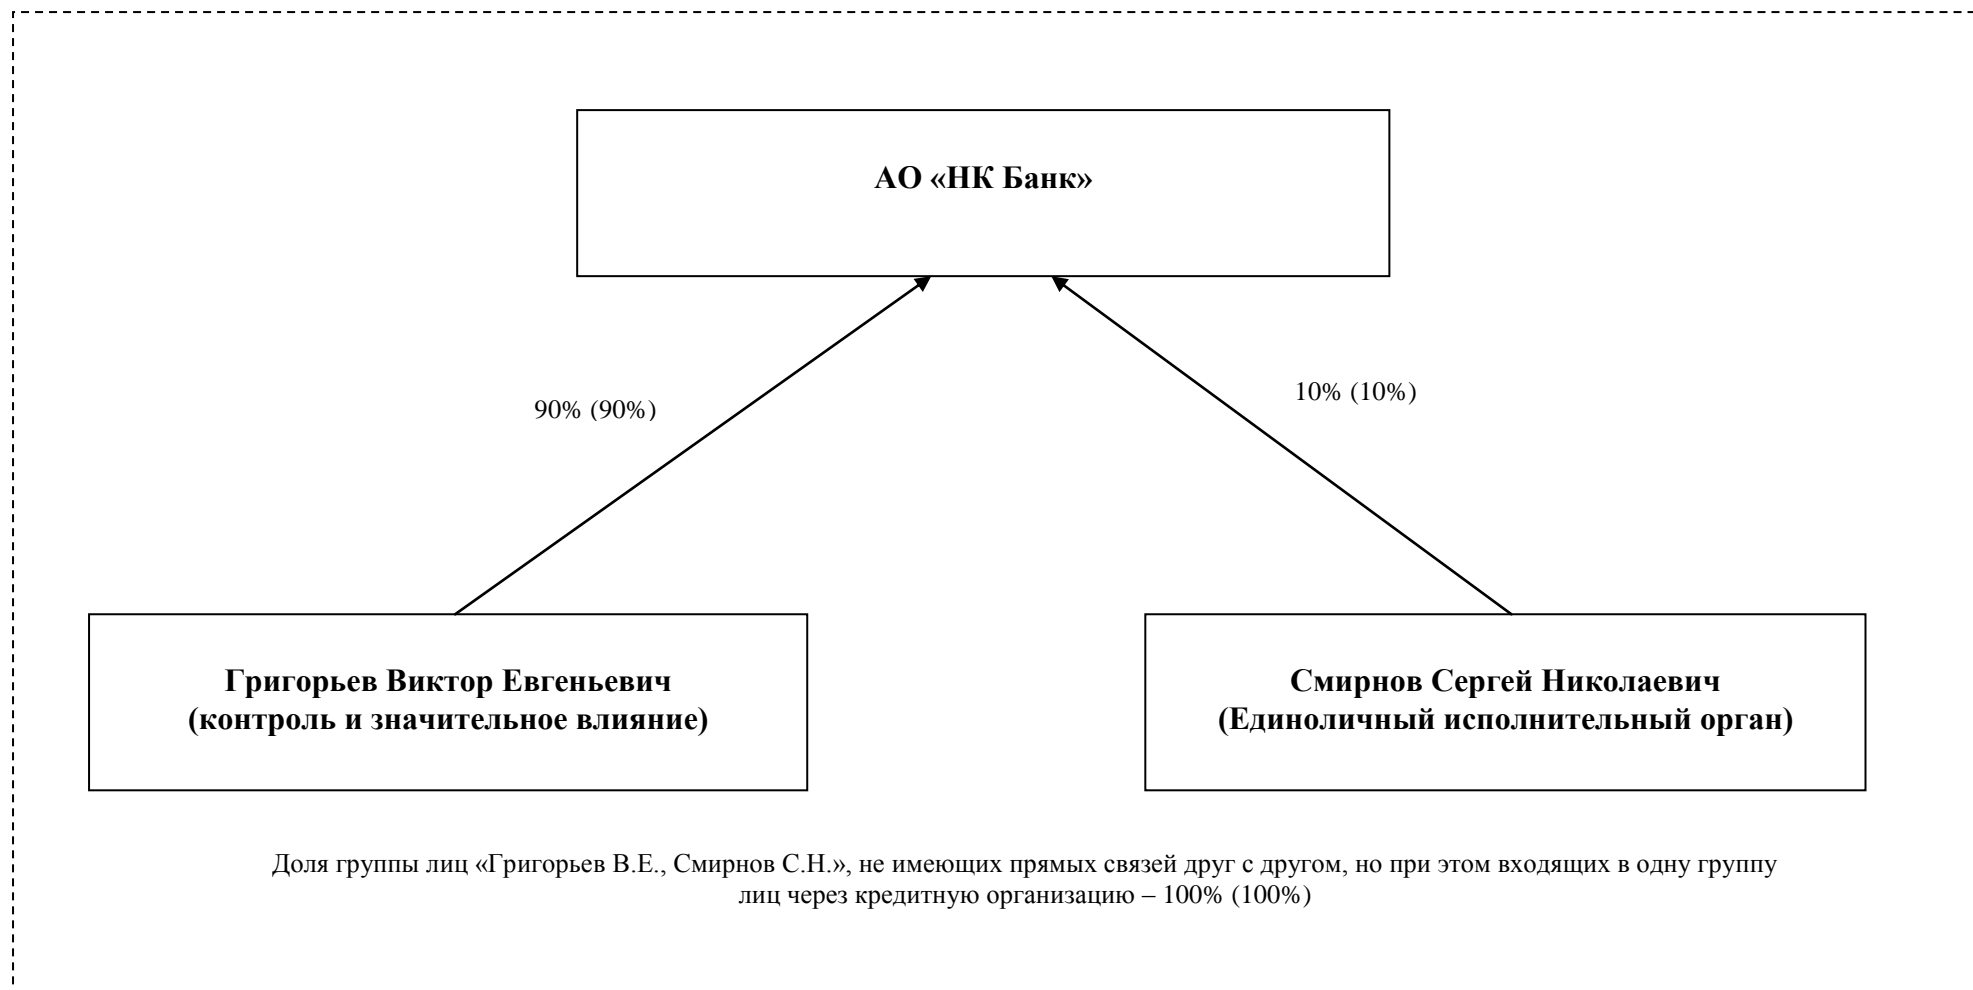 АО «НК Банк»
10% (10%)
90% (90%)
Григорьев Виктор Евгеньевич
(контроль и значительное влияние)
Смирнов Сергей Николаевич
(Единоличный исполнительный орган)
Доля группы лиц «Григорьев В.Е., Смирнов С.Н.», не имеющих прямых связей друг с другом, но при этом входящих в одну группу
лиц через кредитную организацию – 100% (100%)